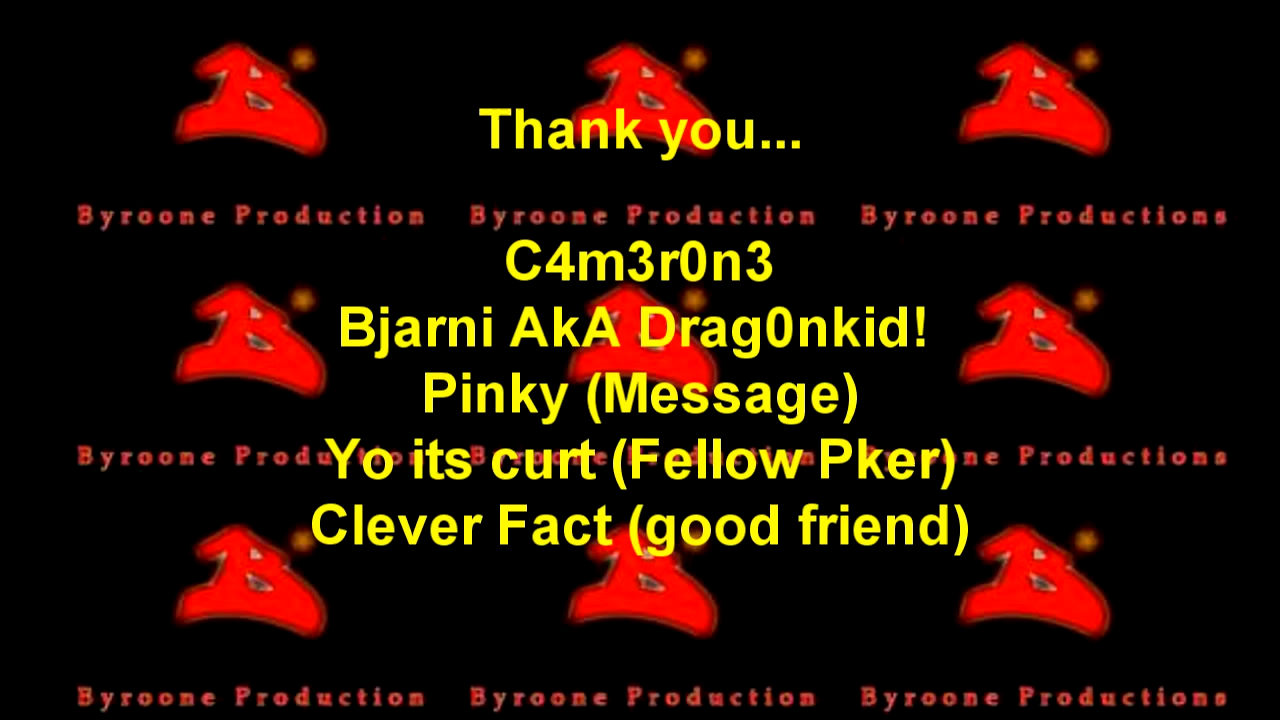 Thank you...
Byroone Production Byroone Production Byroone Productions
C4m3r0n3
Bjarni AkA Drag0nkid!
Pinky (Message)
Yo its curt (Fellow Pker)
Clever Fact (good friend)
Byroone Production Byroone Production Byroone Productions